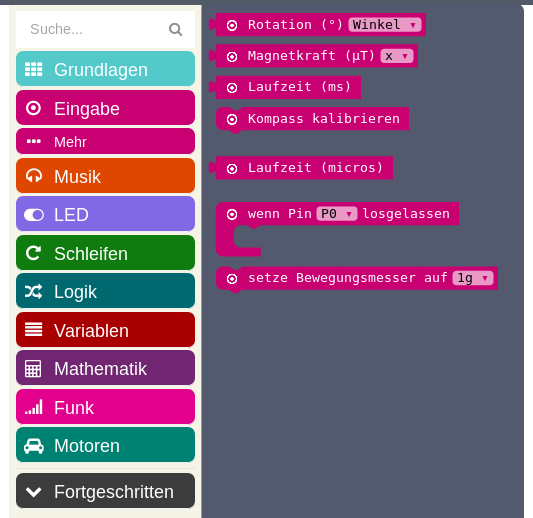 Suche...
Grundlagen
Eingabe
Mehr
Musik
LED
Schleifen
Logik
Variablen
Mathematik
Funk
Motoren
Fortgeschritten
Rotation (°) Winkel
Magnetkraft (µT) x
Laufzeit (ms)
Kompass kalibrieren
Laufzeit (micros)
wenn Pin P0 losgelassen
setze Bewegungsmesser auf 1g